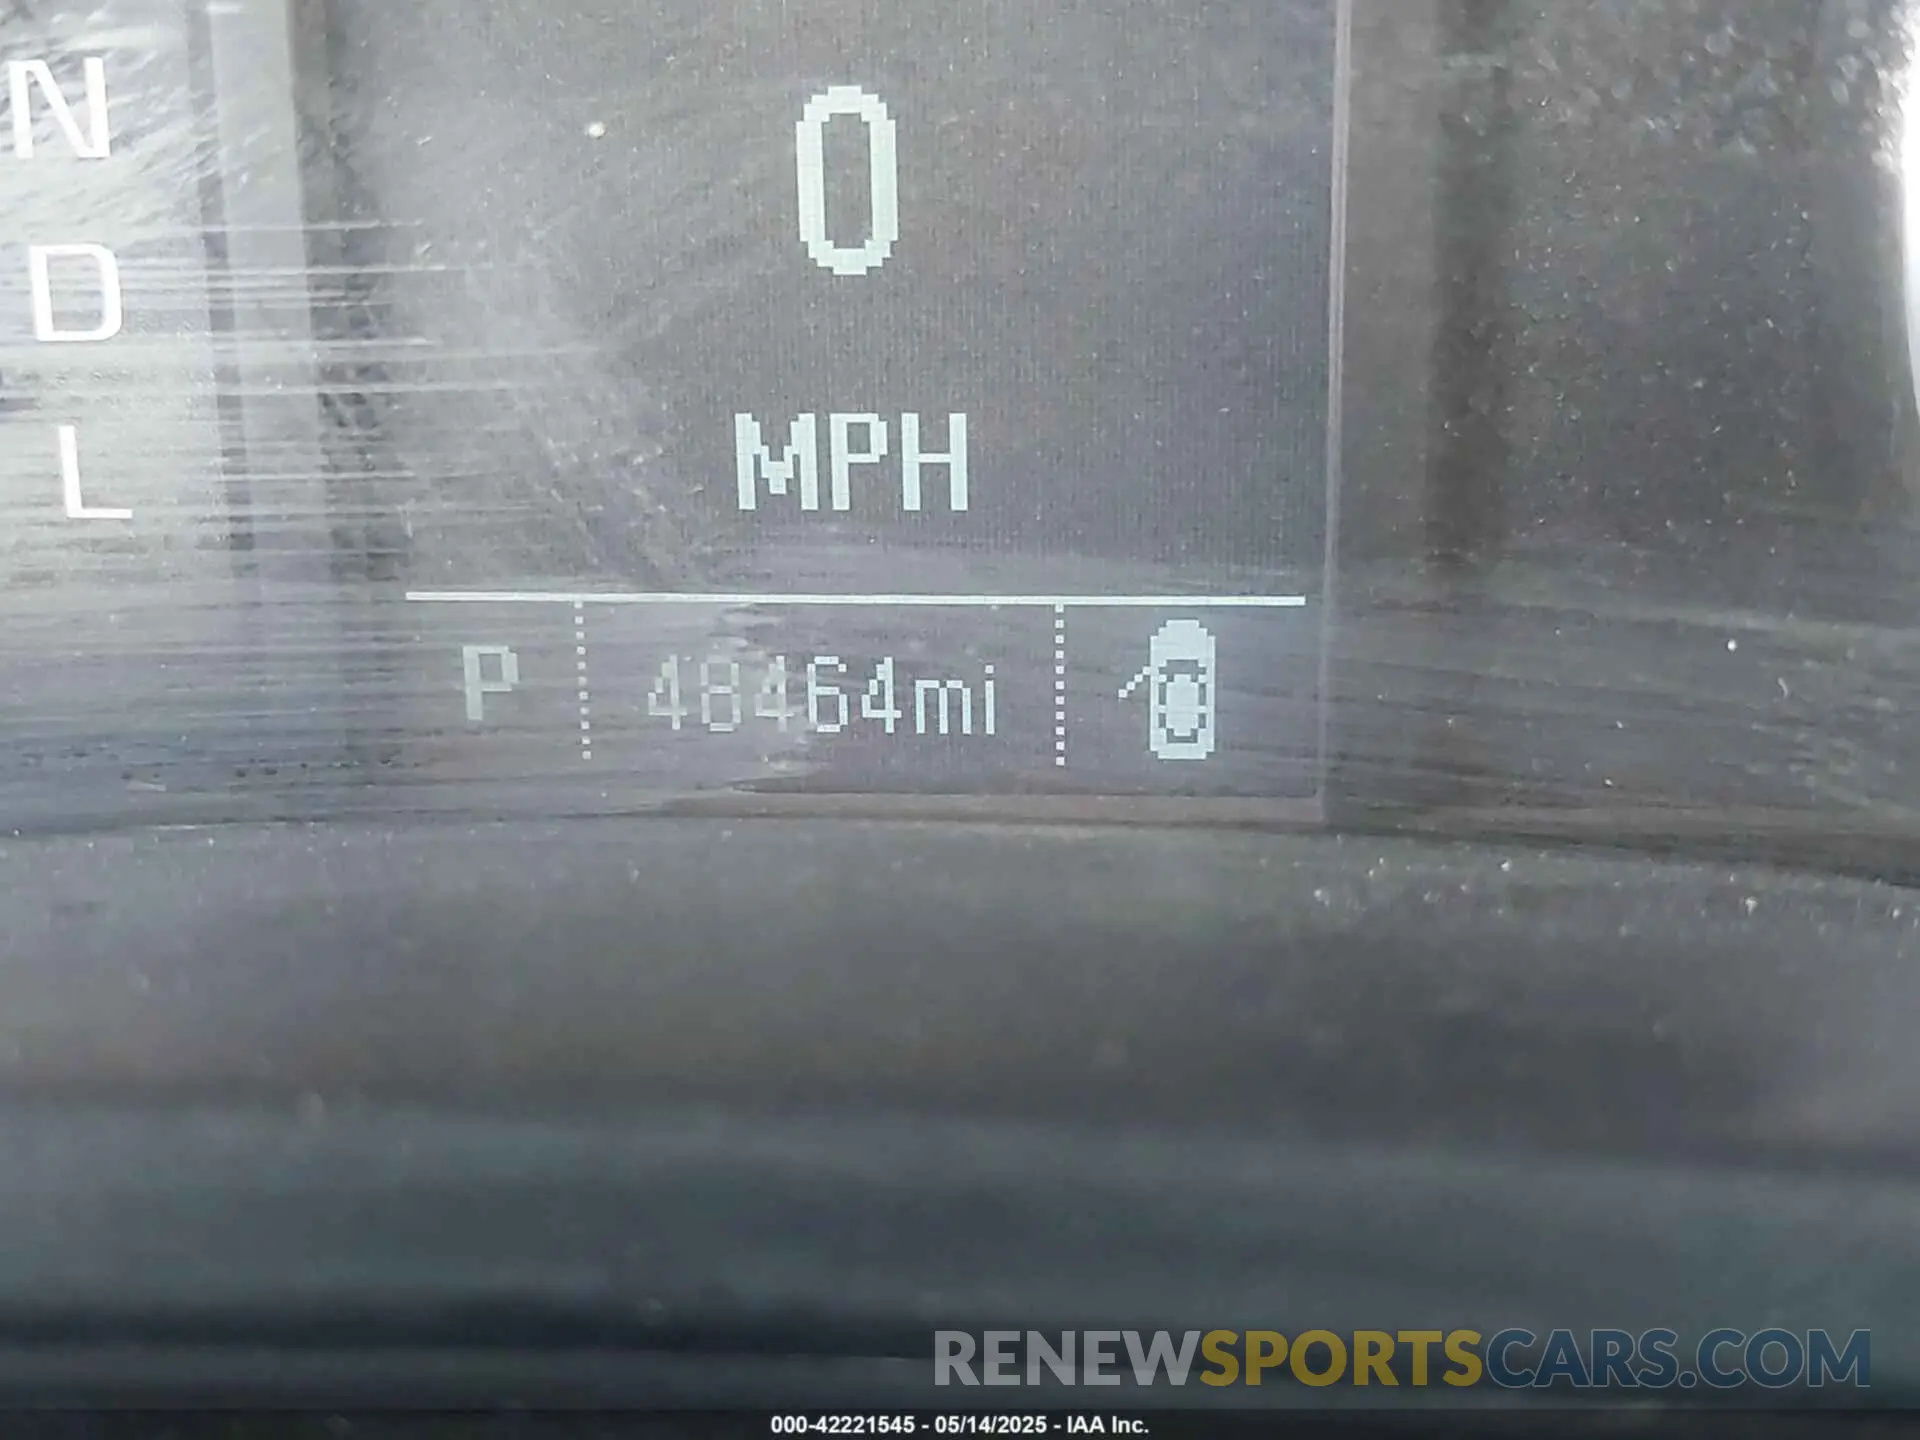 N
0
D
MPH
L
P 48464mi
RENEWSPORTSCARS.COM
000-42221545 - 05/14/2025 - IAA Inc.